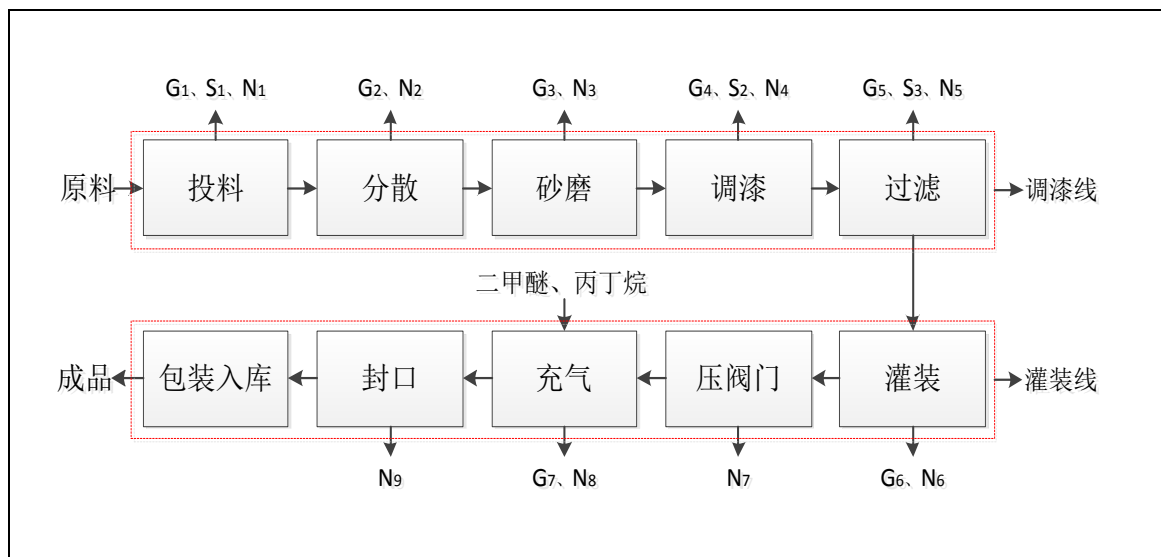 G₁、S₁、N₁ G₂、N₂ G₃、N₃ G₄、S₂、N₄ G₅、S₃、N₅
原料 投料 分散 砂磨 调漆 过滤 调漆线
二甲醚、丙丁烷
成品 包装入库 封口 充气 压阀门 灌装 灌装线
N₉ G₇、N₈ N₇ G₆、N₆